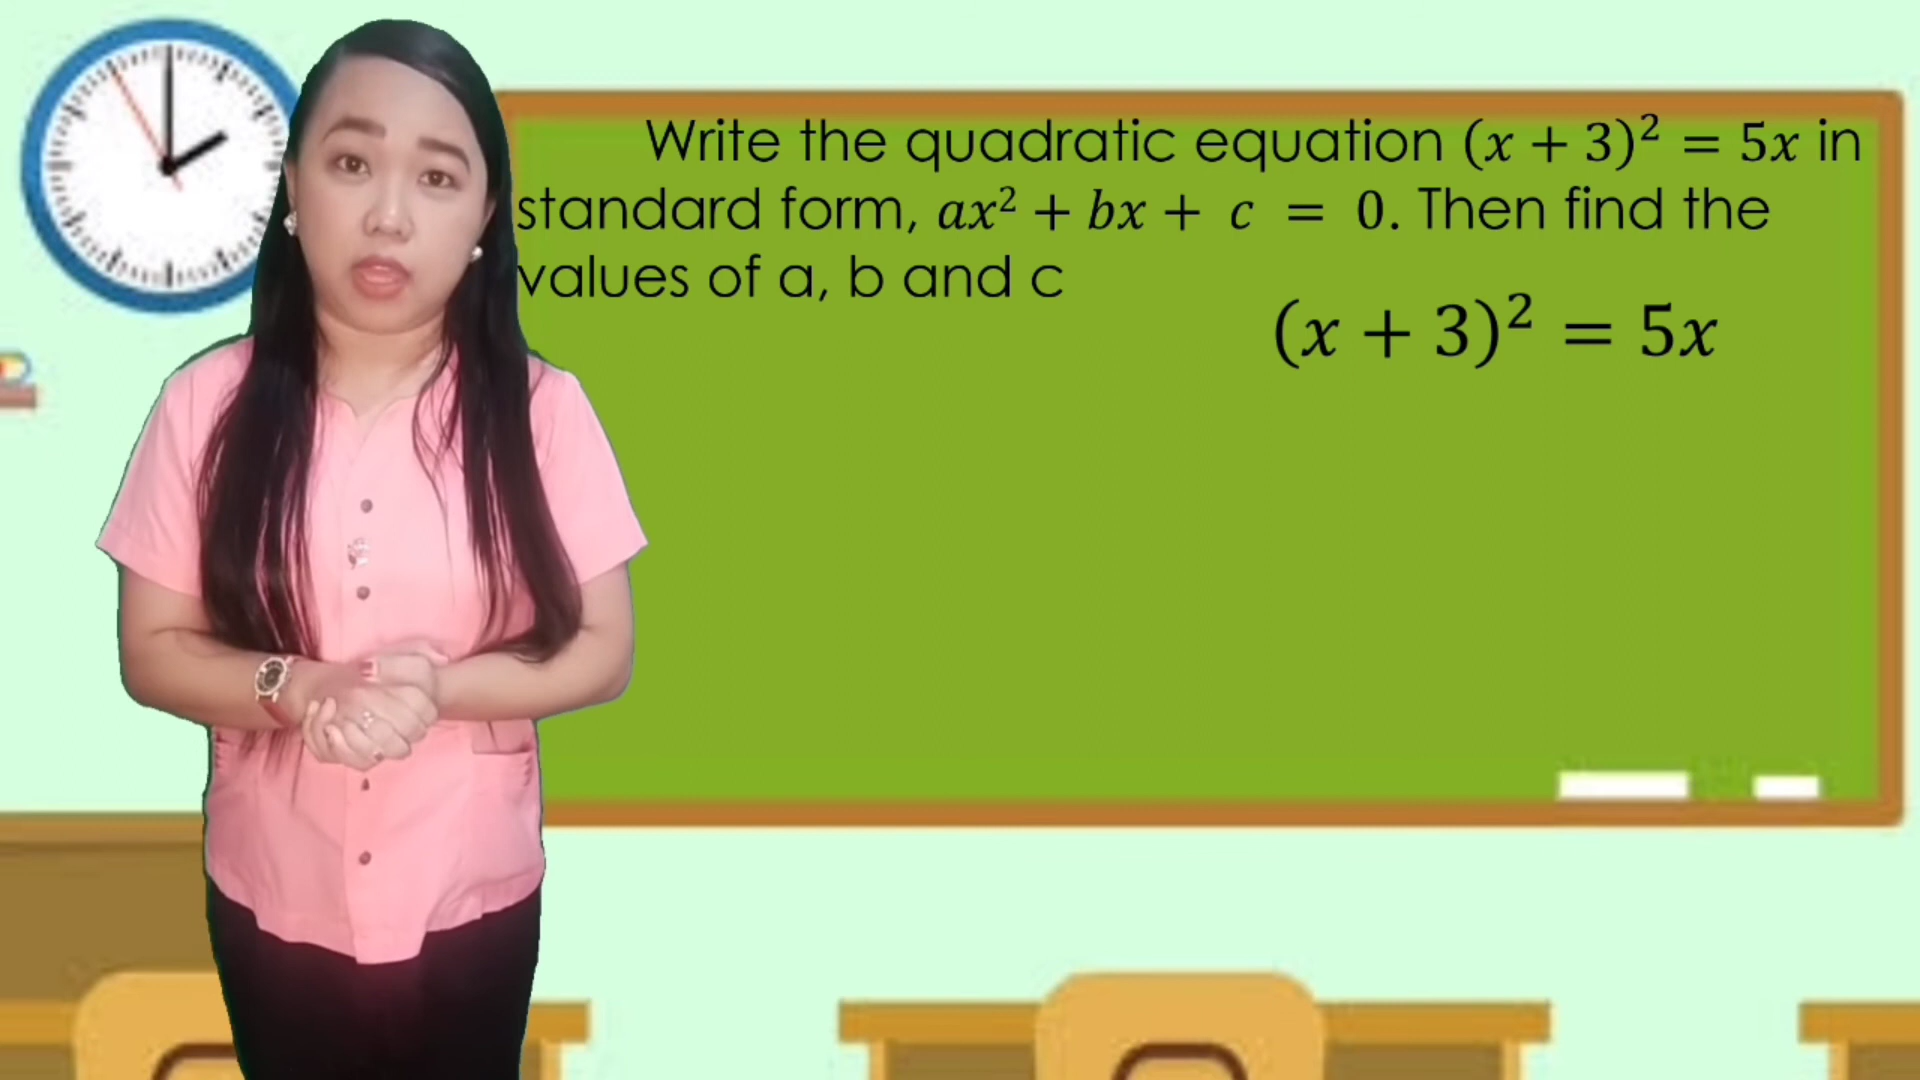 Write the quadratic equation (x + 3)² = 5x in
standard form, ax² + bx + c = 0. Then find the
values of a, b and c
(x + 3)² = 5x